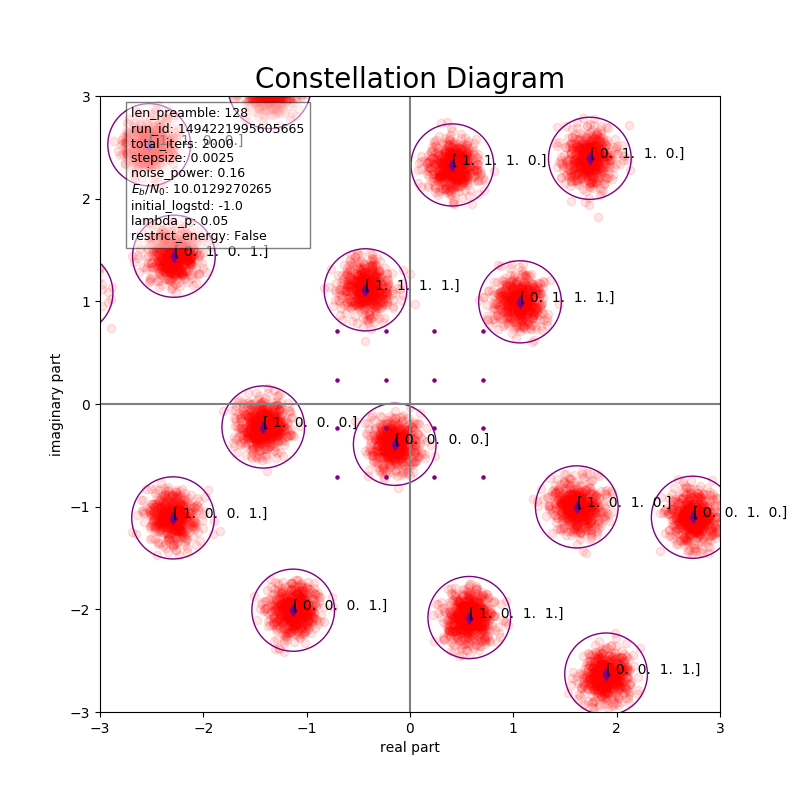 Constellation Diagram
len_preamble: 128
run_id: 1494221995605665
total_iters: 2000
stepsize: 0.0025
noise_power: 0.16
E_b/N_0: 10.0129270265
initial_logstd: -1.0
lambda_p: 0.05
restrict_energy: False
[ 1. 1. 1. 0.]
[ 0. 1. 1. 0.]
[ 0. 1. 0. 1.]
[ 1. 1. 1. 1.]
[ 0. 1. 1. 1.]
[ 1. 0. 0. 0.]
[ 0. 0. 0. 0.]
[ 1. 0. 0. 1.]
[ 1. 0. 1. 0.]
[ 0. 0. 1. 0.]
[ 0. 0. 0. 1.]
[ 1. 0. 1. 1.]
[ 0. 0. 1. 1.]
3
2
1
0
−1
−2
−3
−3 −2 −1 0 1 2 3
real part
imaginary part